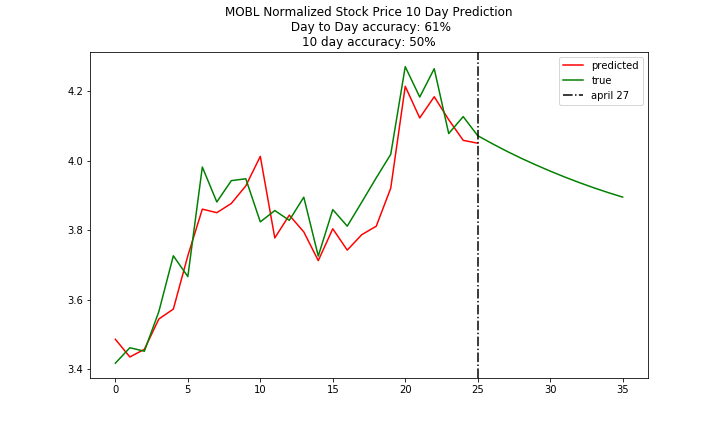 MOBL Normalized Stock Price 10 Day Prediction
Day to Day accuracy: 61%
10 day accuracy: 50%
predicted
true
april 27
4.2
4.0
3.8
3.6
3.4
0
5
10
15
20
25
30
35